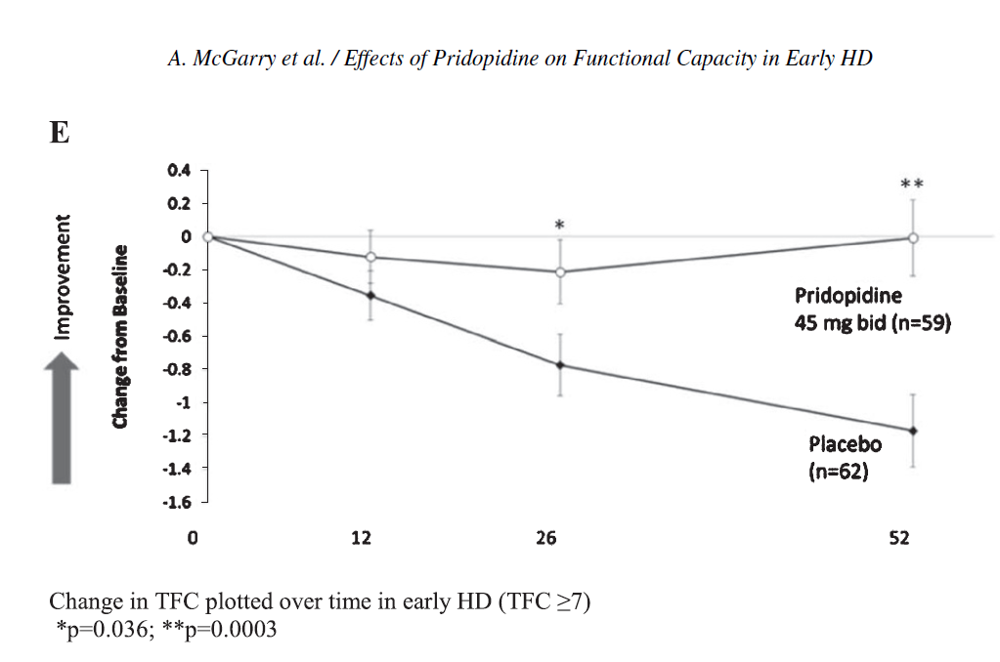 A. McGarry et al. / Effects of Pridopidine on Functional Capacity in Early HD
E
Improvement
Change from Baseline
0.4
0.2
0
-0.2
-0.4
-0.6
-0.8
-1
-1.2
-1.4
-1.6
*
**
Pridopidine
45 mg bid (n=59)
Placebo
(n=62)
0 12 26 52
Change in TFC plotted over time in early HD (TFC ≥7)
*p=0.036; **p=0.0003